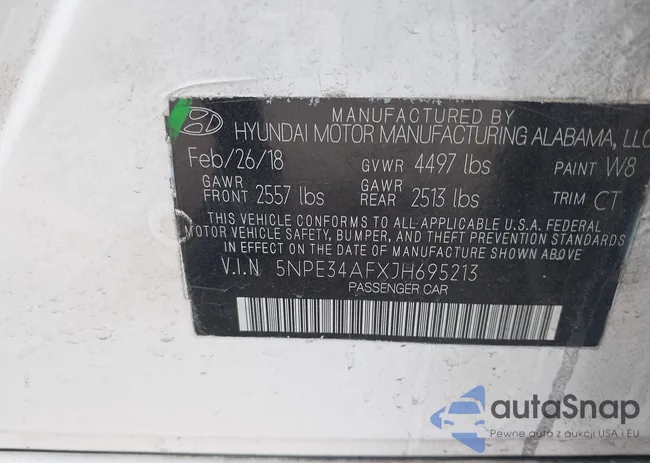 MANUFACTURED BY
HYUNDAI MOTOR MANUFACTURING ALABAMA, LLC
Feb/26/18 GVWR 4497 lbs PAINT W8
GAWR FRONT 2557 lbs GAWR REAR 2513 lbs TRIM CT
THIS VEHICLE CONFORMS TO ALL APPLICABLE U.S.A. FEDERAL
MOTOR VEHICLE SAFETY, BUMPER, AND THEFT PREVENTION STANDARDS
IN EFFECT ON THE DATE OF MANUFACTURE SHOWN ABOVE.
V.I.N 5NPE34AFXJH695213
PASSENGER CAR
autaSnap
Pewne auta z aukcji USA i EU